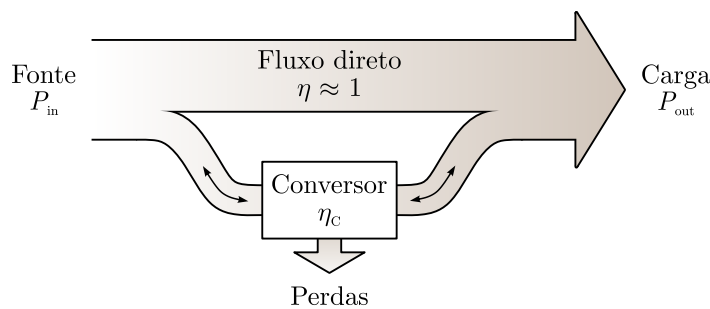 Fonte
P_in
Fluxo direto
η ≈ 1
Carga
P_out
Conversor
η_C
Perdas